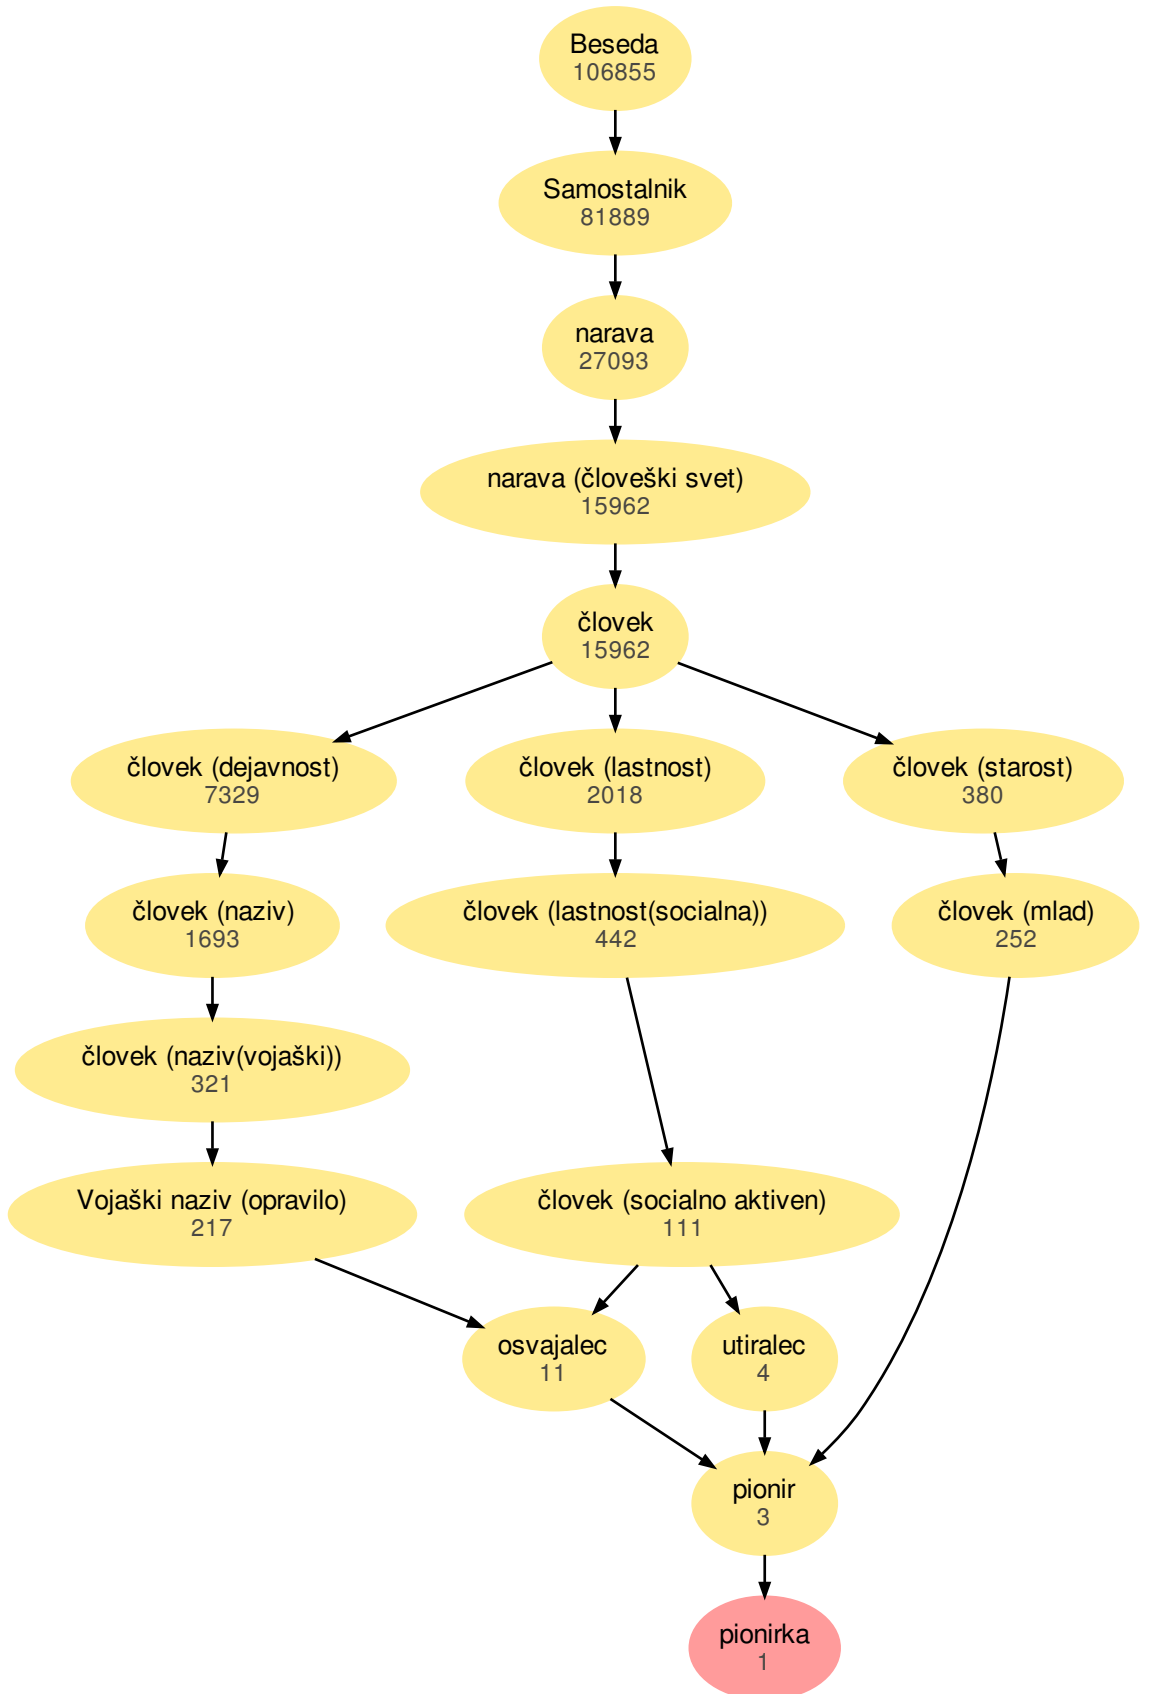 Beseda
106855
Samostalnik
81889
narava
27093
narava (človeški svet)
15962
človek
15962
človek (dejavnost)
7329
človek (lastnost)
2018
človek (starost)
380
človek (naziv)
1693
človek (lastnost(socialna))
442
človek (mlad)
252
človek (naziv(vojaški))
321
Vojaški naziv (opravilo)
217
človek (socialno aktiven)
111
osvajalec
11
utiralec
4
pionir
3
pionirka
1